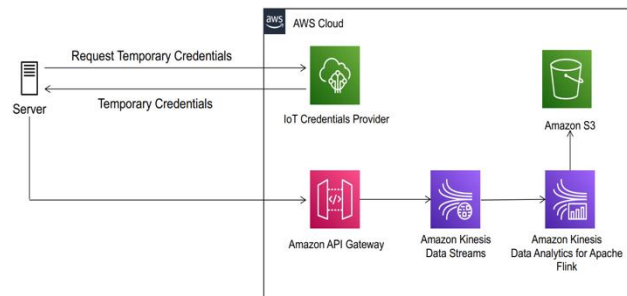 aws
AWS Cloud
Request Temporary Credentials
Temporary Credentials
Server
IoT Credentials Provider
Amazon S3
Amazon API Gateway
Amazon Kinesis
Data Streams
Amazon Kinesis
Data Analytics for Apache
Flink